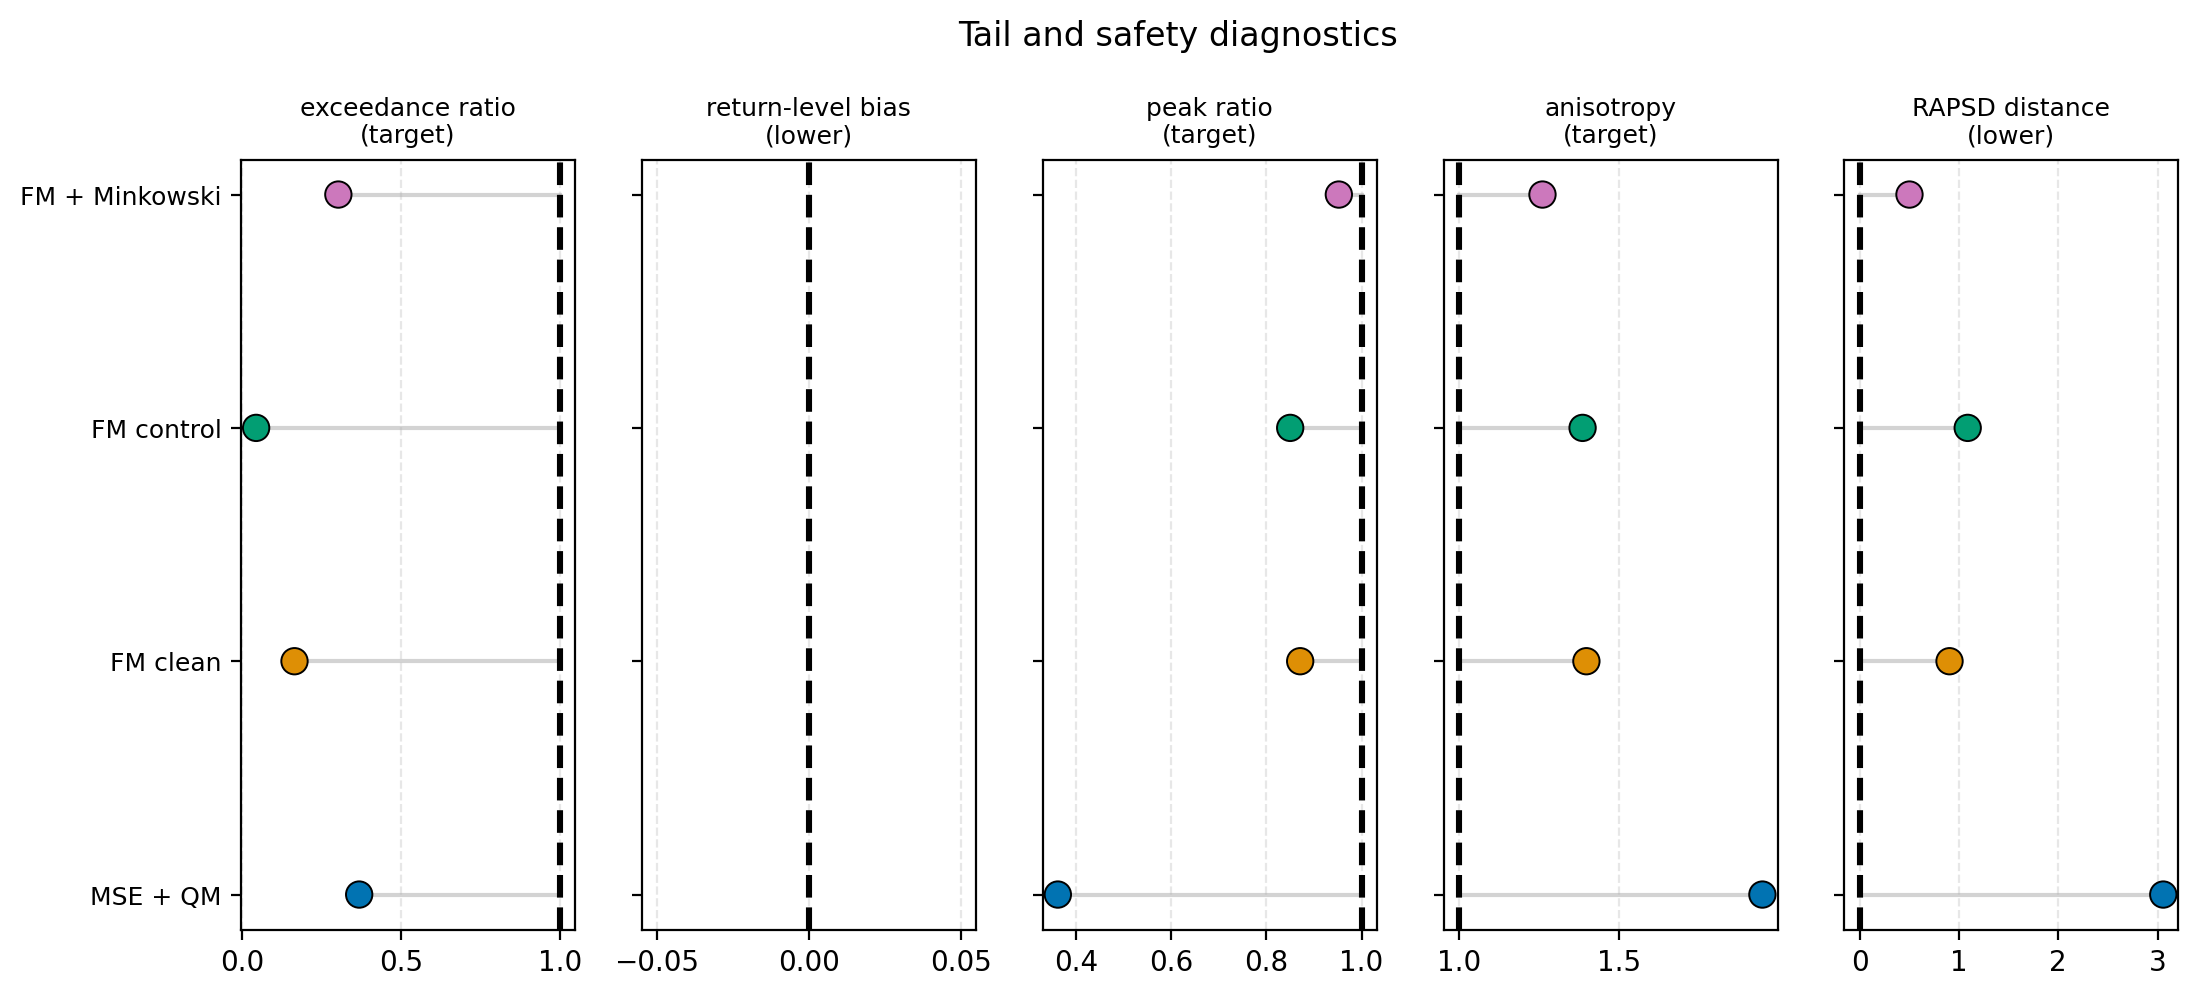 Tail and safety diagnostics
exceedance ratio
(target)
return-level bias
(lower)
peak ratio
(target)
anisotropy
(target)
RAPSD distance
(lower)
FM + Minkowski
FM control
FM clean
MSE + QM
0.0 0.5 1.0
−0.05 0.00 0.05
0.4 0.6 0.8 1.0
1.0 1.5
0 1 2 3